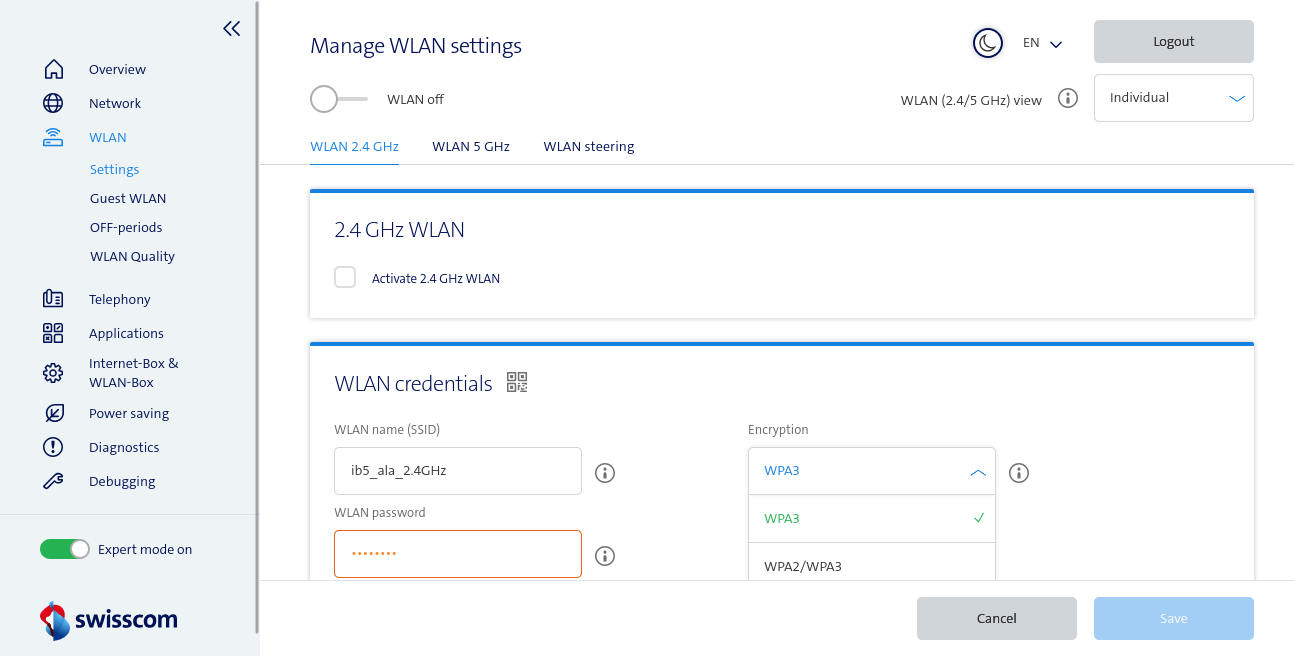 Overview
Network
WLAN
Settings
Guest WLAN
OFF-periods
WLAN Quality
Telephony
Applications
Internet-Box &
WLAN-Box
Power saving
Diagnostics
Debugging
Expert mode on
swisscom
Manage WLAN settings
EN
Logout
WLAN off
WLAN (2.4/5 GHz) view
Individual
WLAN 2.4 GHz
WLAN 5 GHz
WLAN steering
2.4 GHz WLAN
Activate 2.4 GHz WLAN
WLAN credentials
WLAN name (SSID)
ib5_ala_2.4GHz
WLAN password
••••••••
Encryption
WPA3
WPA3
WPA2/WPA3
Cancel
Save